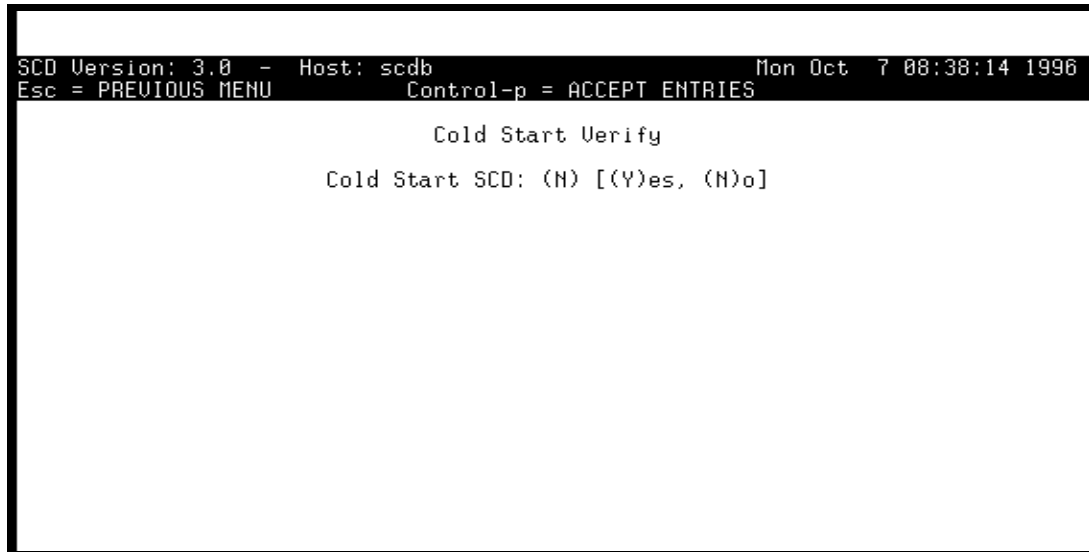 SCD Version: 3.0 - Host: scdb Mon Oct 7 08:38:14 1996
Esc = PREVIOUS MENU Control-p = ACCEPT ENTRIES
Cold Start Verify
Cold Start SCD: (N) [(Y)es, (N)o]